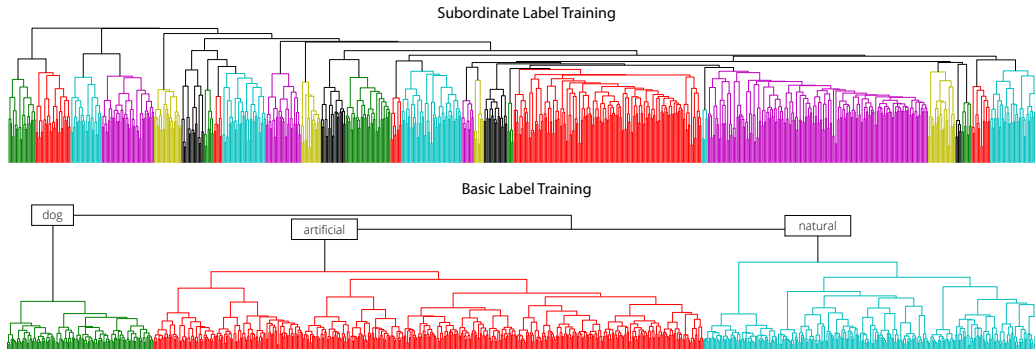 Subordinate Label Training
Basic Label Training
dog
artificial
natural